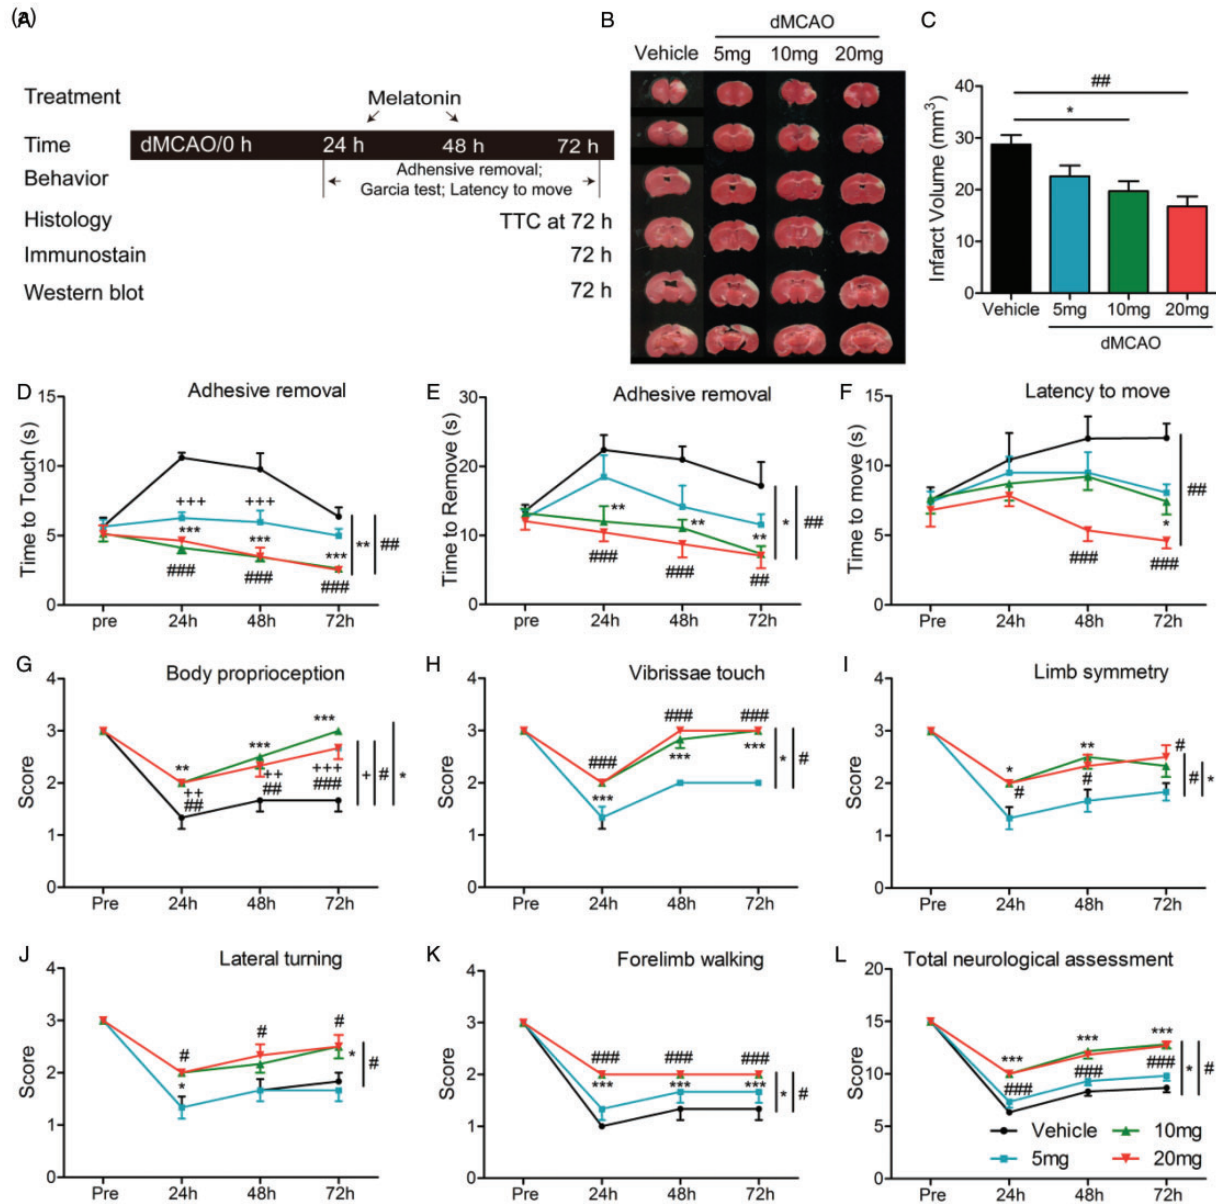 (a)
A
Treatment
Melatonin
Time
dMCAO/0 h 24 h 48 h 72 h
Behavior
Adhensive removal;
Garcia test; Latency to move
Histology
TTC at 72 h
Immunostain
72 h
Western blot
72 h
B
dMCAO
Vehicle 5mg 10mg 20mg
C
Infarct Volume (mm³)
40
30
20
10
0
##
*
Vehicle 5mg 10mg 20mg
dMCAO
D
Adhesive removal
Time to Touch (s)
15
10
5
0
+++ +++
*** *** ***
### ### ###
** ##
pre 24h 48h 72h
E
Adhesive removal
Time to Remove (s)
30
20
10
0
** ** **
### ### ##
* ##
pre 24h 48h 72h
F
Latency to move
Time to move (s)
15
10
5
0
*
### ###
##
Pre 24h 48h 72h
G
Body proprioception
Score
4
3
2
1
0
** *** ***
++ ++ +++
## ## ###
+ # *
Pre 24h 48h 72h
H
Vibrissae touch
Score
4
3
2
1
0
### ### ###
*** *** ***
* #
Pre 24h 48h 72h
I
Limb symmetry
Score
4
3
2
1
0
* ** #
# #
# *
Pre 24h 48h 72h
J
Lateral turning
Score
4
3
2
1
0
# # #
* *
#
Pre 24h 48h 72h
K
Forelimb walking
Score
4
3
2
1
0
### ### ###
*** *** ***
* #
Pre 24h 48h 72h
L
Total neurological assessment
Score
20
15
10
5
0
*** *** ***
### ### ###
* #
Vehicle 10mg
5mg 20mg
Pre 24h 48h 72h